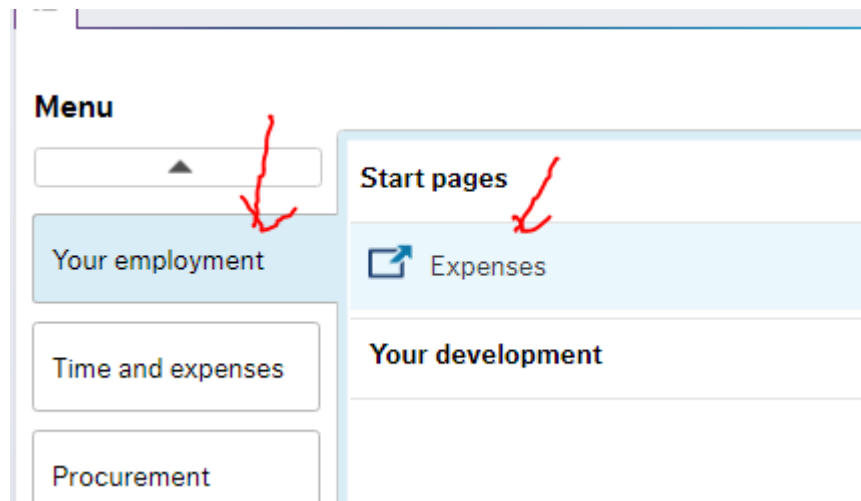 Menu
Start pages
Your employment
Expenses
Your development
Time and expenses
Procurement